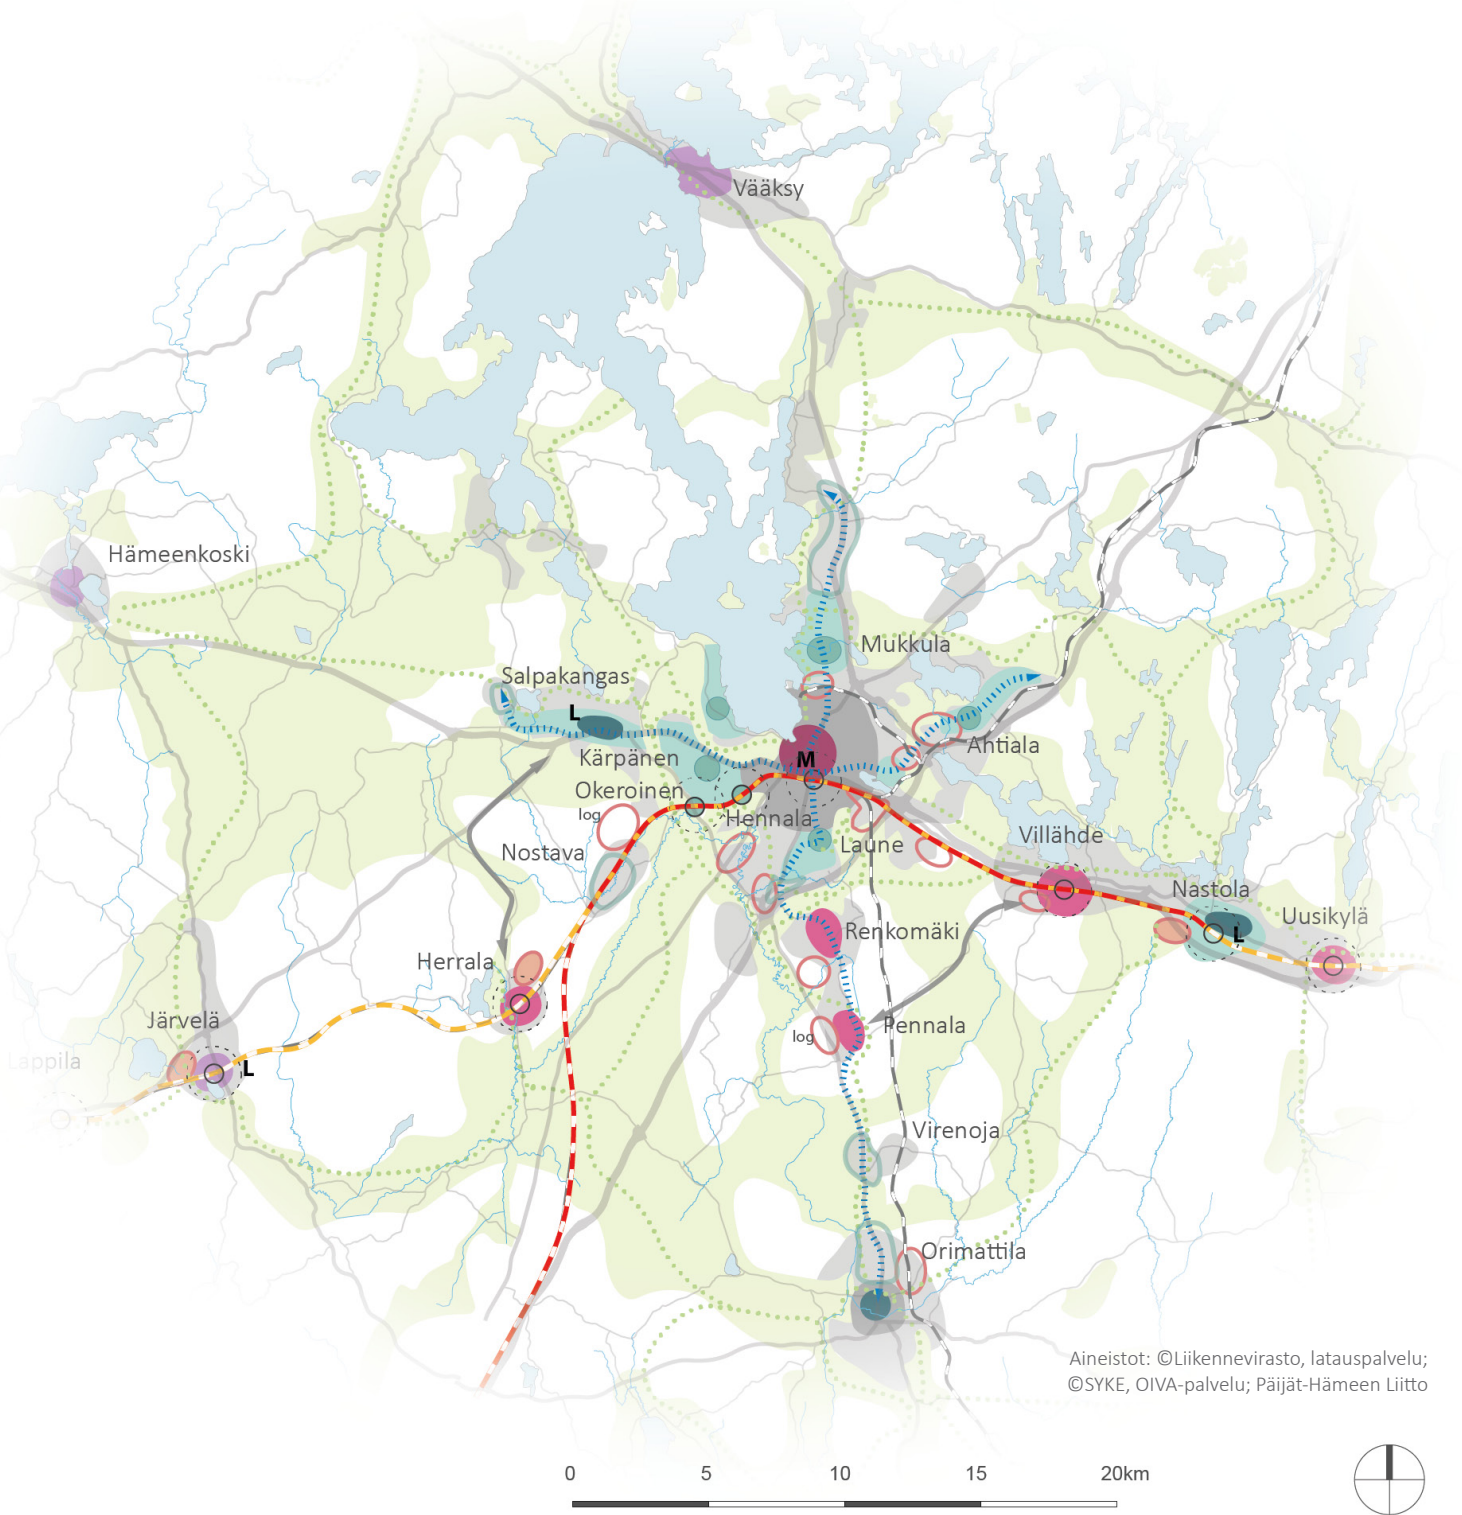 Vääksy
Hämeenkoski
Mukkula
Salpakangas
L
Ahtiala
Kärpänen
M
Okeroinen
log
Hennala
Villähde
Laune
Nostava
Nastola
Uusikylä
Renkomäki
L
Herrala
Järvelä
Pennala
log
Lappila
L
Virenoja
Orimattila
Aineistot: ©Liikennevirasto, latauspalvelu;
©SYKE, OIVA-palvelu; Päijät-Hämeen Liitto
0 5 10 15 20km